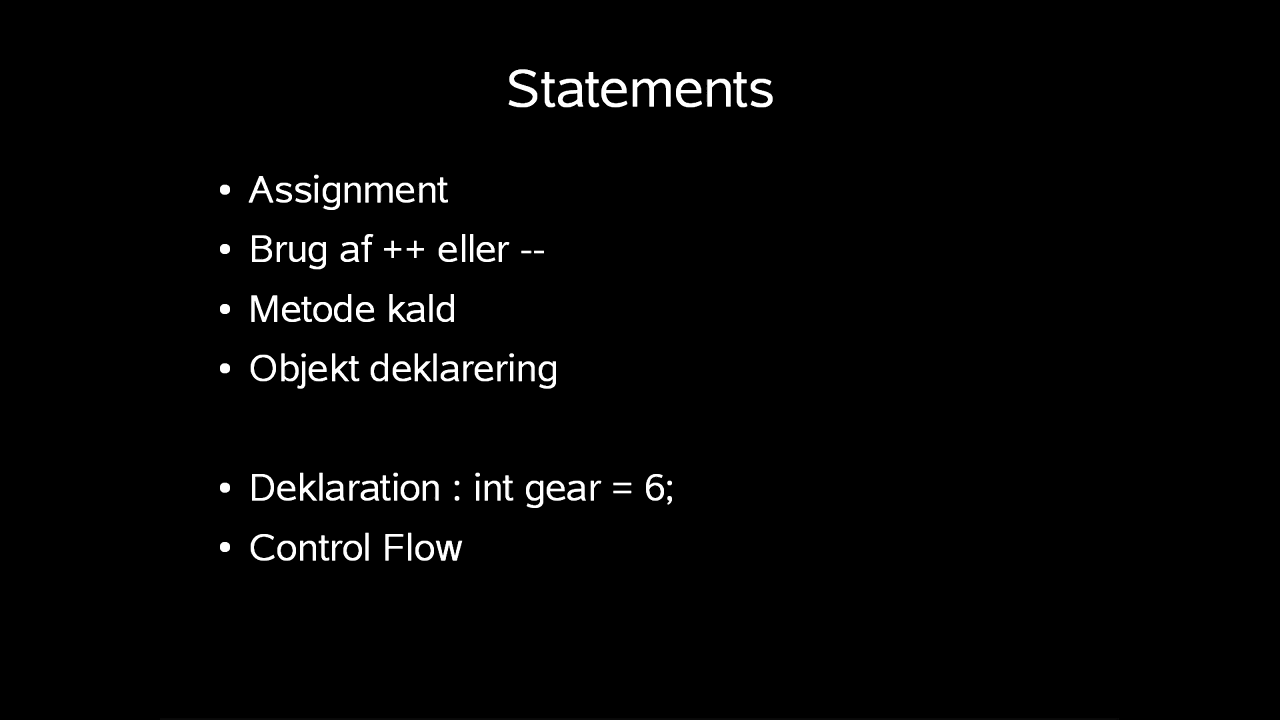 Statements
• Assignment
• Brug af ++ eller --
• Metode kald
• Objekt deklarering
• Deklaration : int gear = 6;
• Control Flow